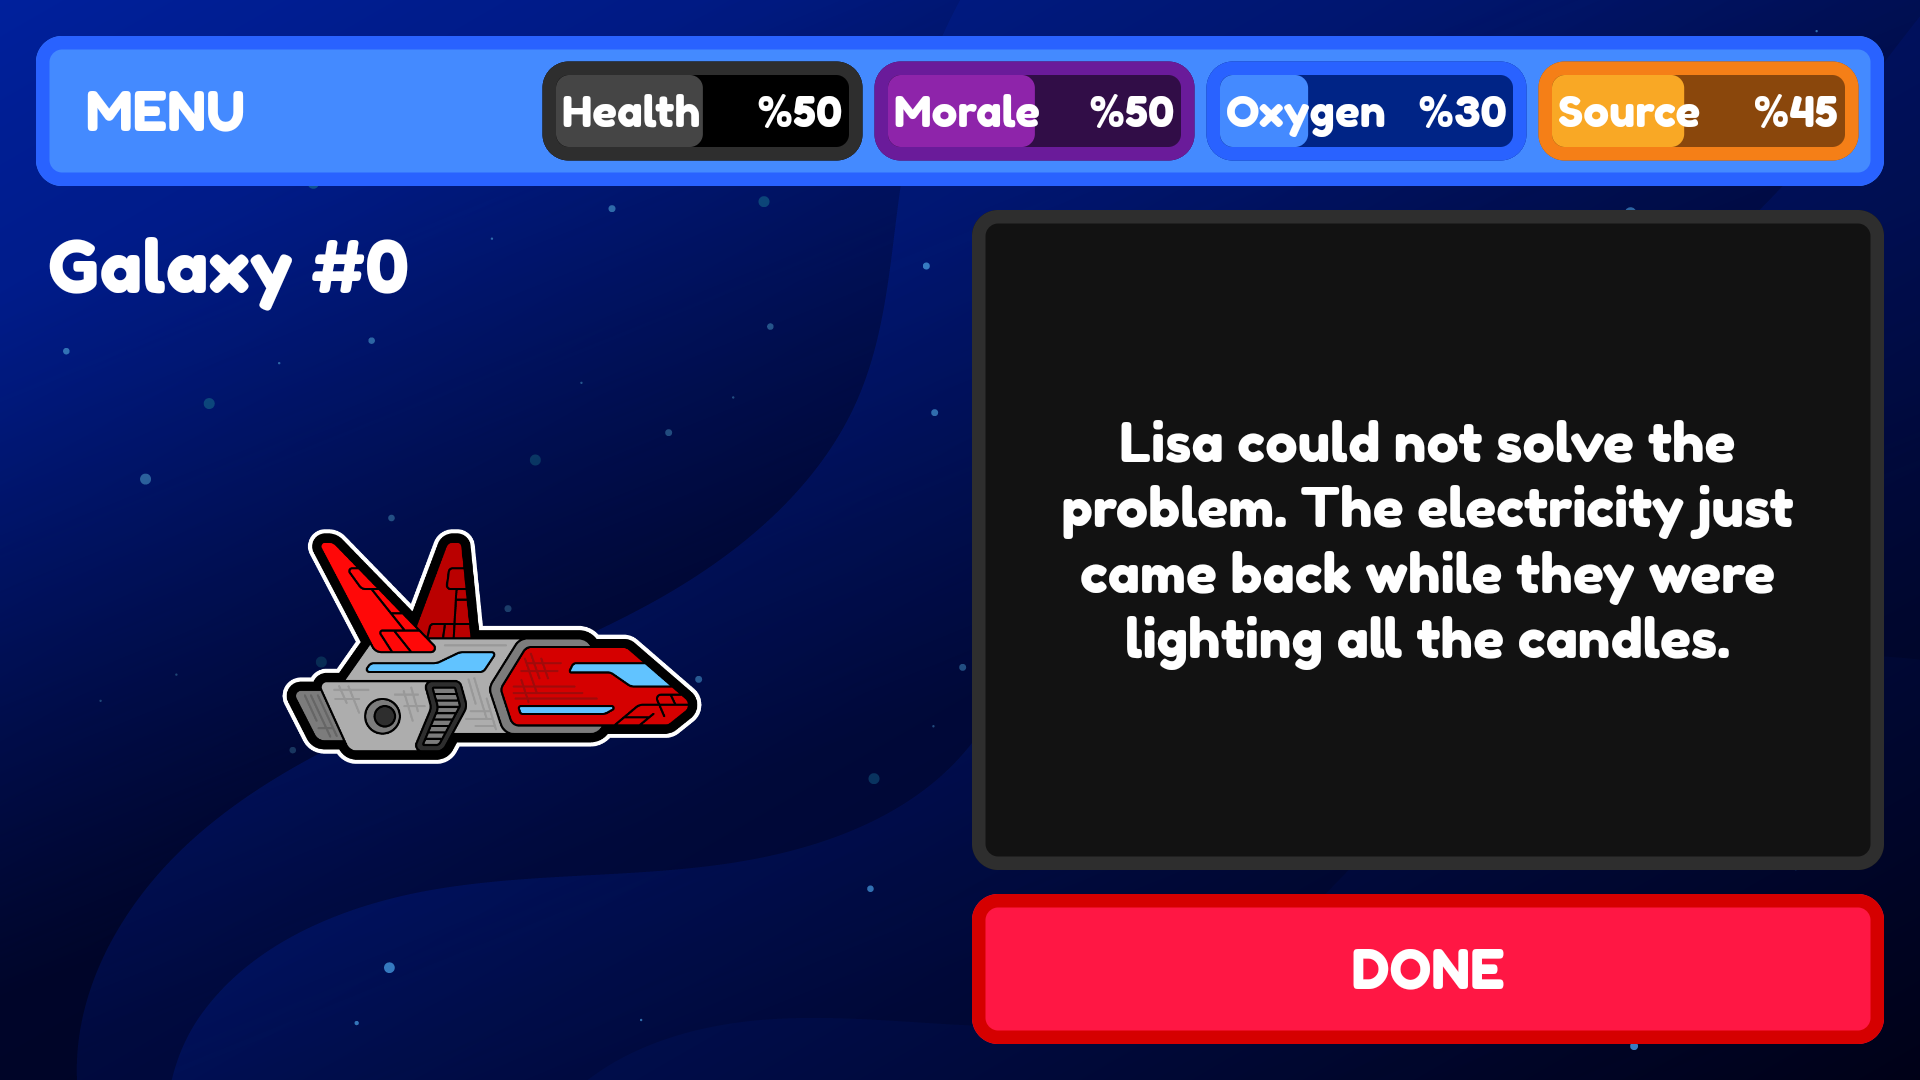 MENU
Health %50
Morale %50
Oxygen %30
Source %45
Galaxy #0
Lisa could not solve the
problem. The electricity just
came back while they were
lighting all the candles.
DONE